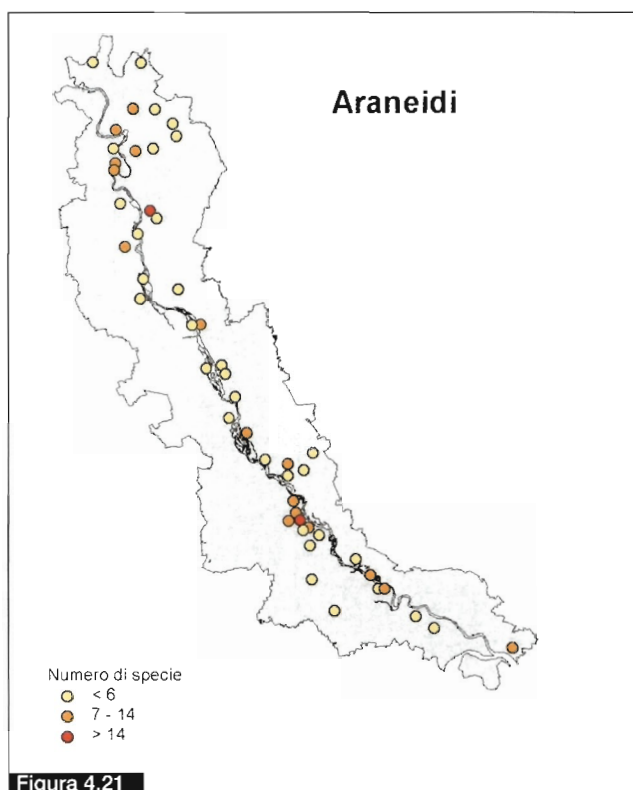 Araneidi
Numero di specie
< 6
7 - 14
> 14
Figura 4.21